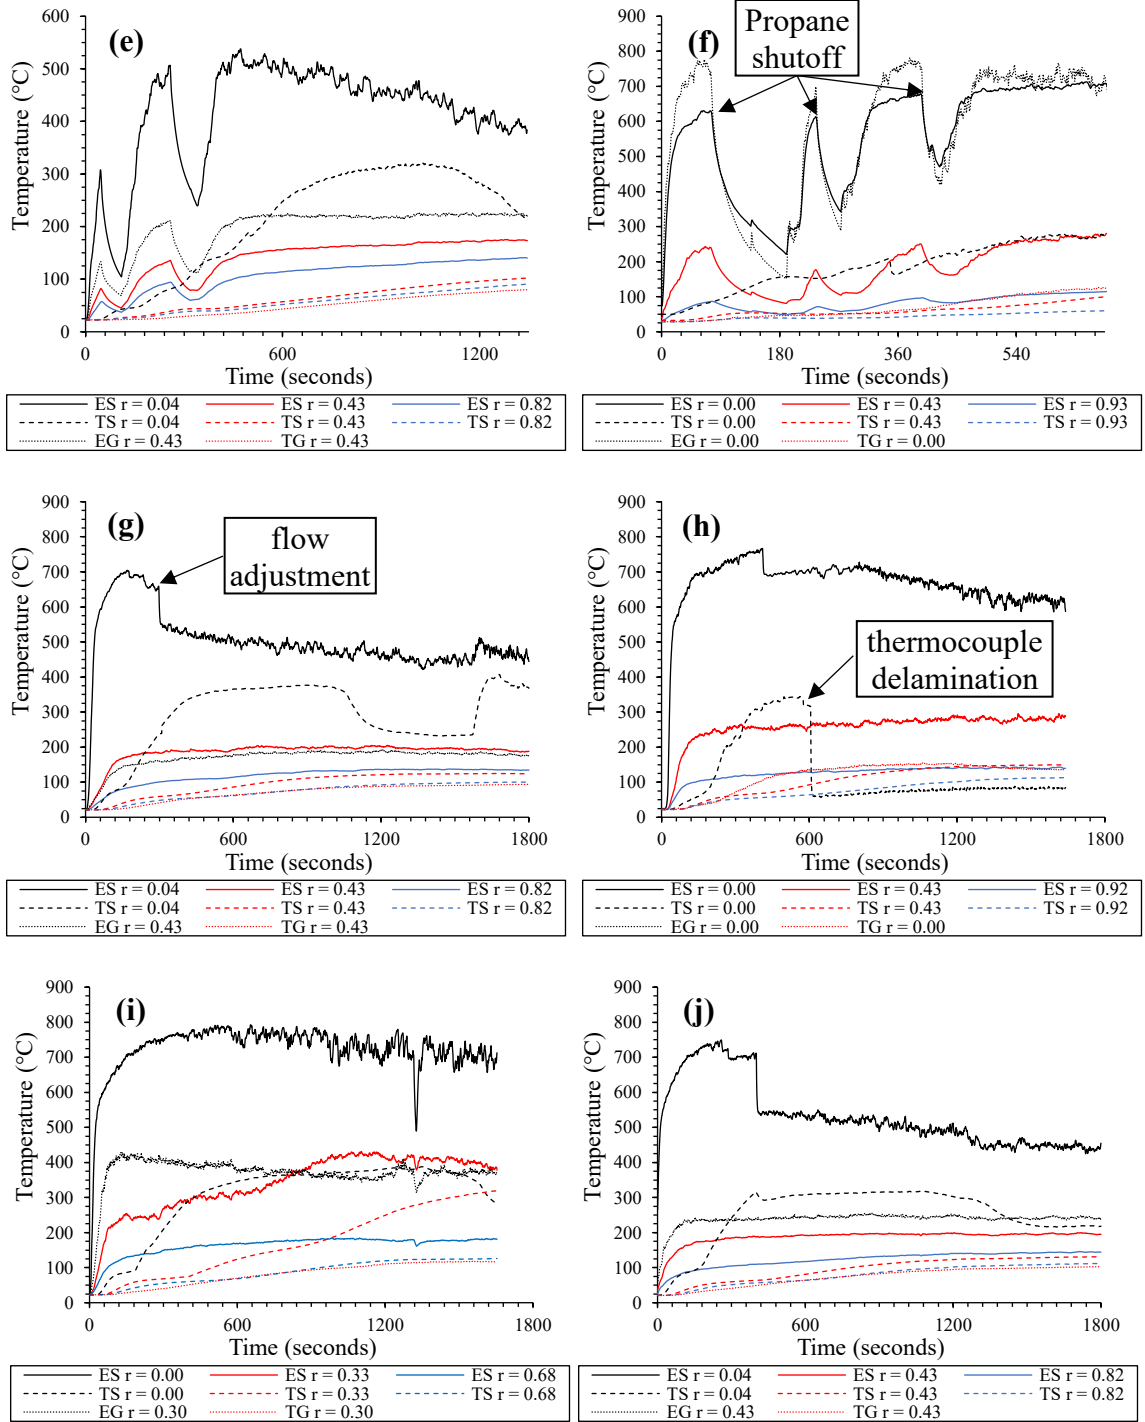 (e)
Temperature (°C)
600
500
400
300
200
100
0
0 600 1200
Time (seconds)
ES r = 0.04 ES r = 0.43 ES r = 0.82
TS r = 0.04 TS r = 0.43 TS r = 0.82
EG r = 0.43 TG r = 0.43
(f)
Propane
shutoff
Temperature (°C)
900
800
700
600
500
400
300
200
100
0
0 180 360 540
Time (seconds)
ES r = 0.00 ES r = 0.43 ES r = 0.93
TS r = 0.00 TS r = 0.43 TS r = 0.93
EG r = 0.00 TG r = 0.00
(g)
flow
adjustment
Temperature (°C)
900
800
700
600
500
400
300
200
100
0
0 600 1200 1800
Time (seconds)
ES r = 0.04 ES r = 0.43 ES r = 0.82
TS r = 0.04 TS r = 0.43 TS r = 0.82
EG r = 0.43 TG r = 0.43
(h)
thermocouple
delamination
Temperature (°C)
900
800
700
600
500
400
300
200
100
0
0 600 1200 1800
Time (seconds)
ES r = 0.00 ES r = 0.43 ES r = 0.92
TS r = 0.00 TS r = 0.43 TS r = 0.92
EG r = 0.00 TG r = 0.00
(i)
Temperature (°C)
900
800
700
600
500
400
300
200
100
0
0 600 1200 1800
Time (seconds)
ES r = 0.00 ES r = 0.33 ES r = 0.68
TS r = 0.00 TS r = 0.33 TS r = 0.68
EG r = 0.30 TG r = 0.30
(j)
Temperature (°C)
900
800
700
600
500
400
300
200
100
0
0 600 1200 1800
Time (seconds)
ES r = 0.04 ES r = 0.43 ES r = 0.82
TS r = 0.04 TS r = 0.43 TS r = 0.82
EG r = 0.43 TG r = 0.43